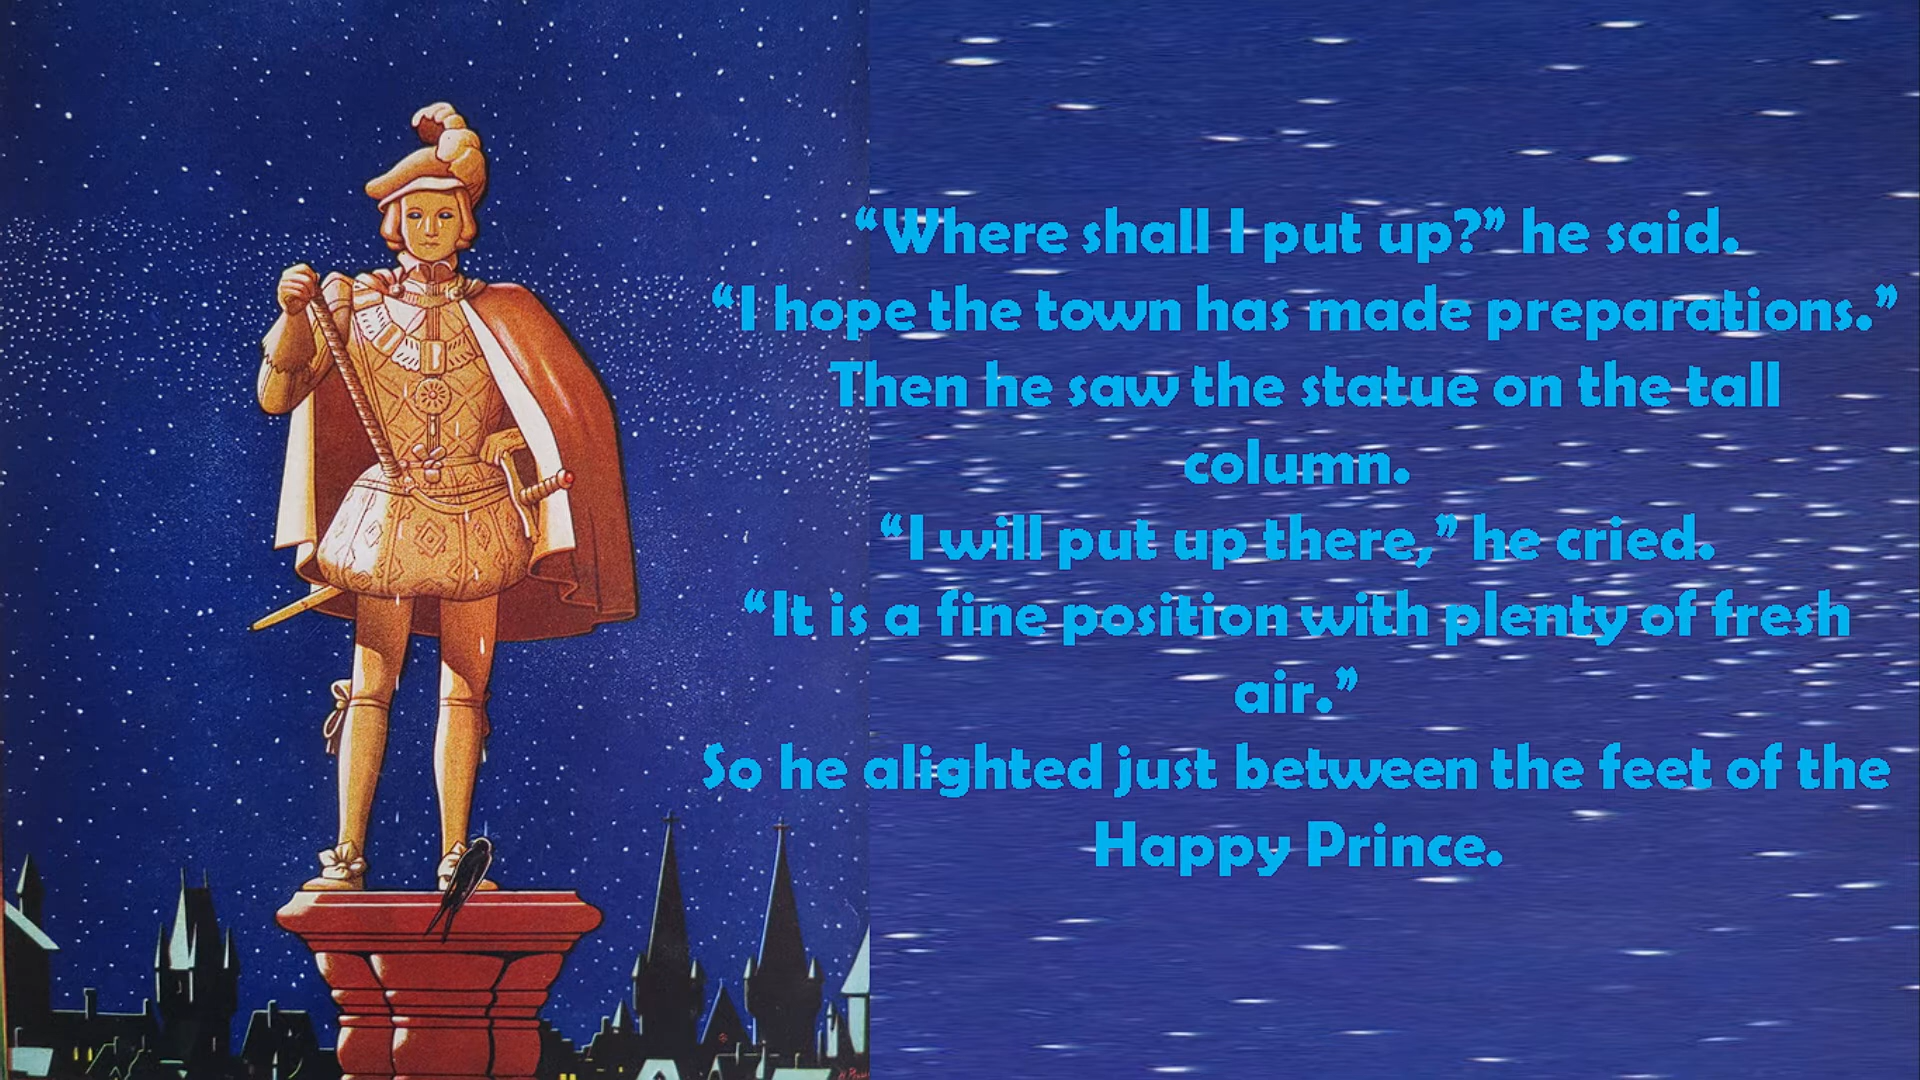 “Where shall I put up?” he said.
“I hope the town has made preparations.”
Then he saw the statue on the tall
column.
“I will put up there,” he cried.
“It is a fine position with plenty of fresh
air.”
So he alighted just between the feet of the
Happy Prince.